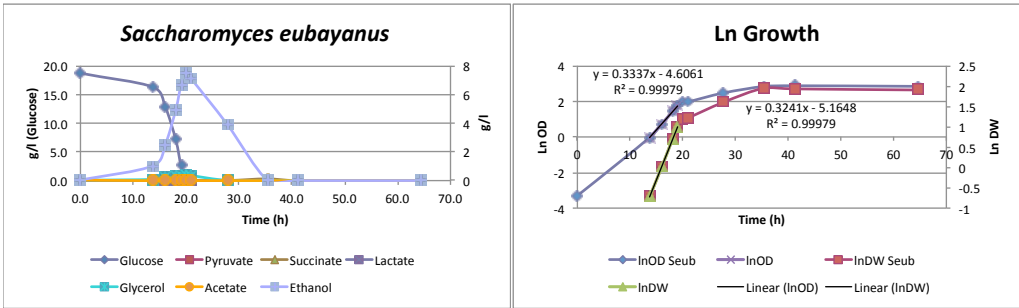 Saccharomyces eubayanus
g/l (Glucose)
20.0
15.0
10.0
5.0
0.0
8
6
4
2
0
g/l
0.0 10.0 20.0 30.0 40.0 50.0 60.0 70.0
Time (h)
Glucose Pyruvate Succinate Lactate
Glycerol Acetate Ethanol
Ln Growth
Ln OD
4
2
0
-2
-4
y = 0.3337x - 4.6061
R² = 0.99979
y = 0.3241x - 5.1648
R² = 0.99979
2.5
2
1.5
1
0.5
0
-0.5
-1
Ln DW
0 10 20 30 40 50 60 70
Time (h)
lnOD Seub lnOD lnDW Seub
lnDW Linear (lnOD) Linear (lnDW)